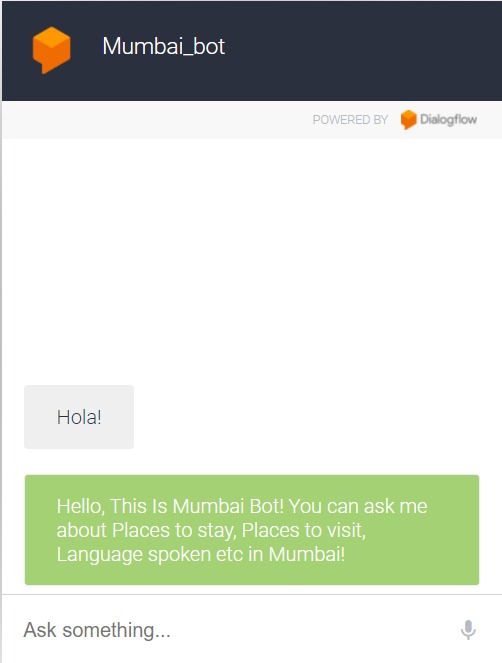 Mumbai_bot
POWERED BY Dialogflow
Hola!
Hello, This Is Mumbai Bot! You can ask me
about Places to stay, Places to visit,
Language spoken etc in Mumbai!
Ask something...